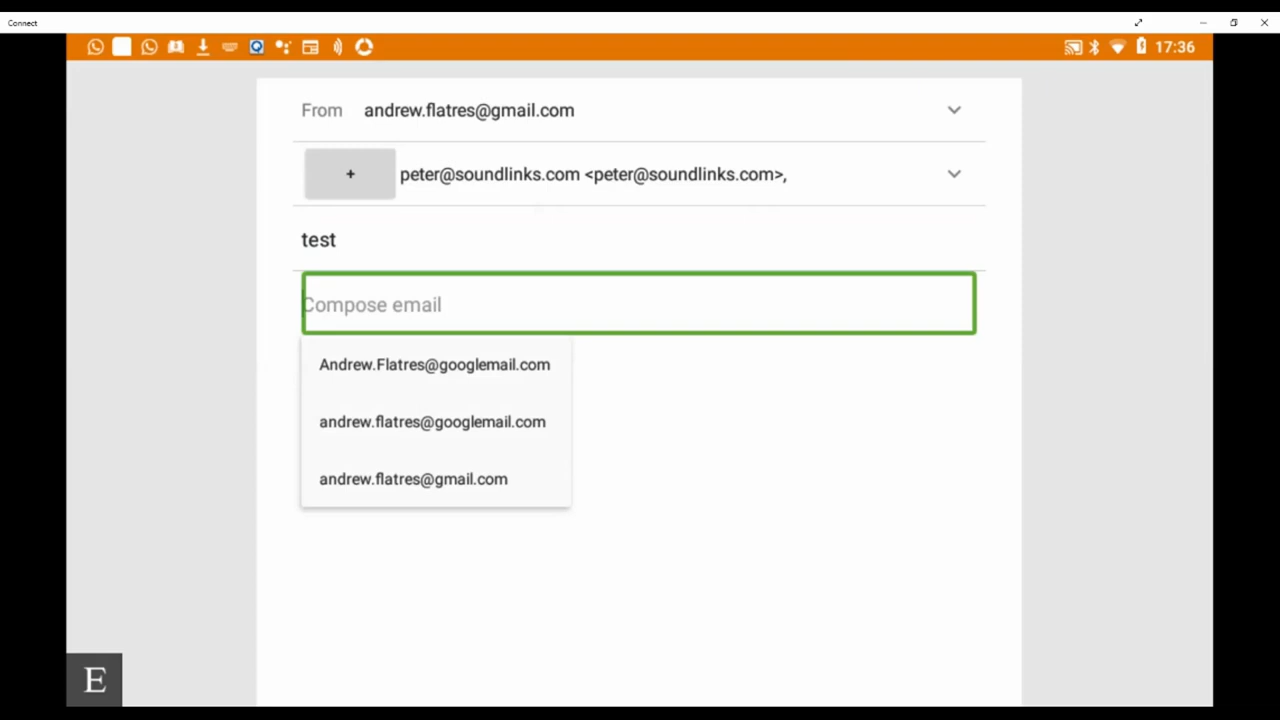 Connect
17:36
From andrew.flatres@gmail.com
+ peter@soundlinks.com <peter@soundlinks.com>,
test
Compose email
Andrew.Flatres@googlemail.com
andrew.flatres@googlemail.com
andrew.flatres@gmail.com
E